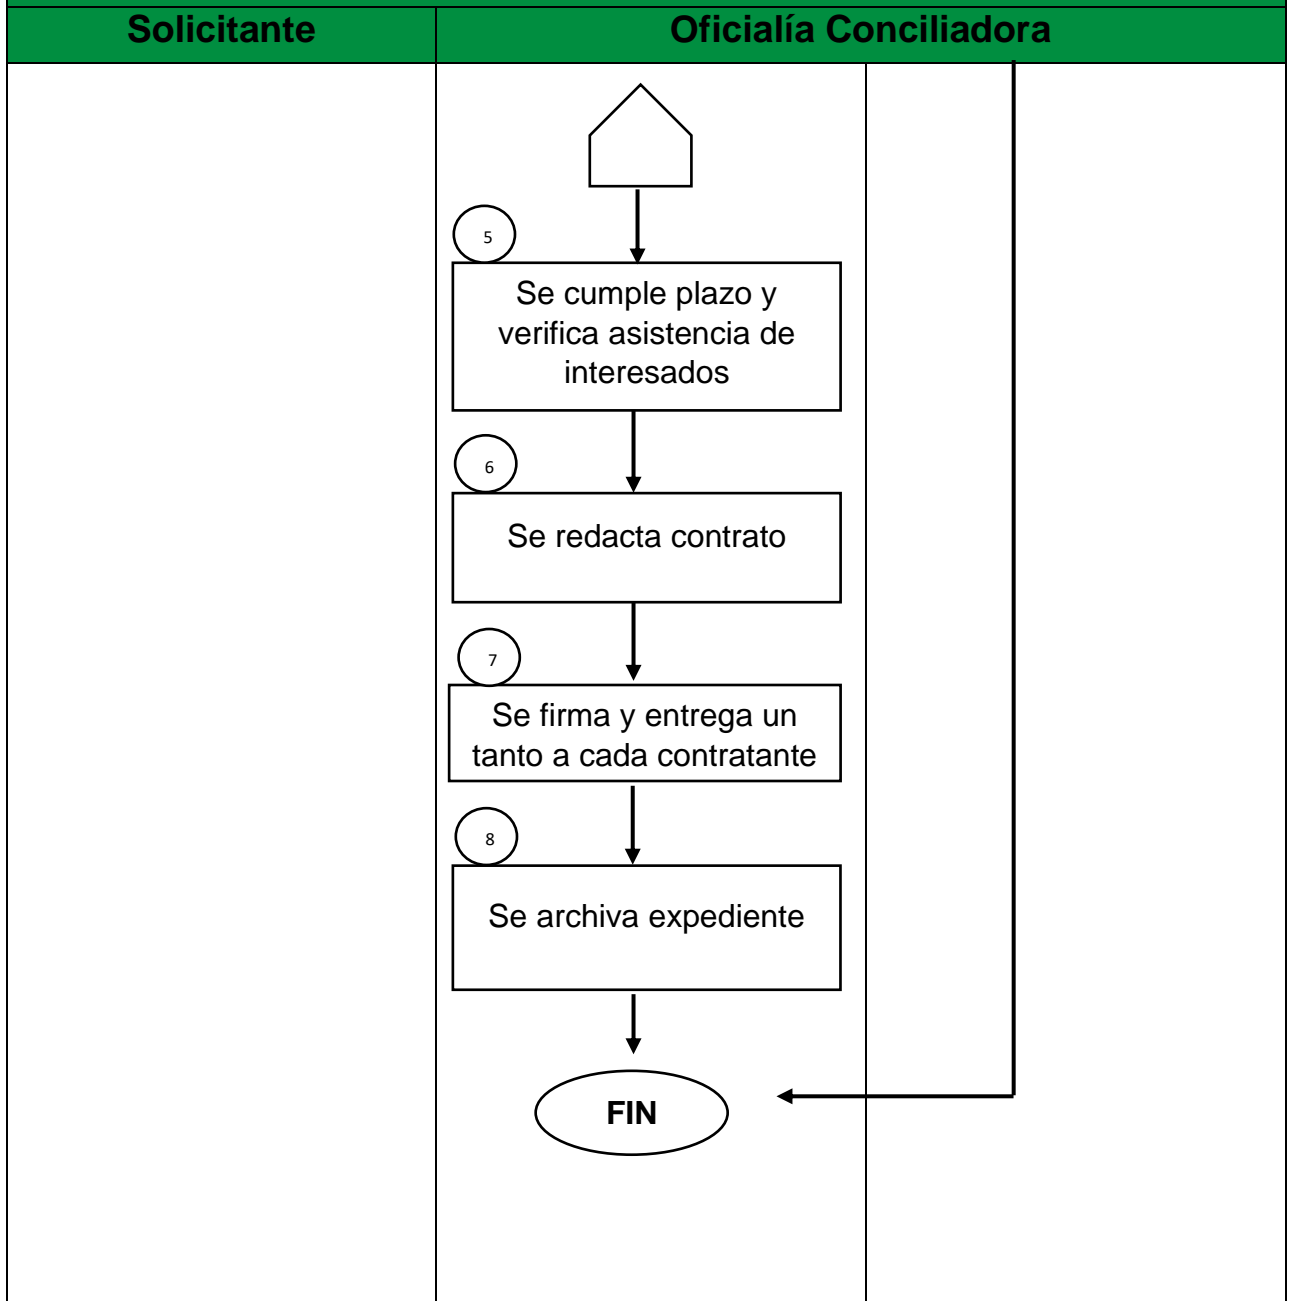 Solicitante
Oficialía Conciliadora
5
Se cumple plazo y
verifica asistencia de
interesados
6
Se redacta contrato
7
Se firma y entrega un
tanto a cada contratante
8
Se archiva expediente
FIN